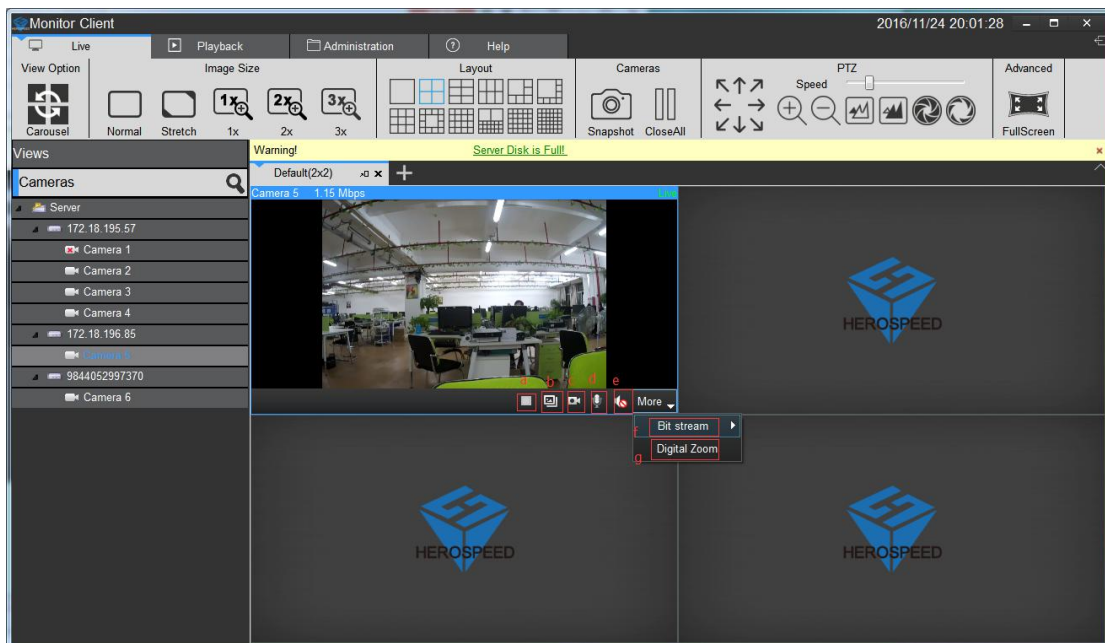 Monitor Client 2016/11/24 20:01:28
Live Playback Administration Help
View Option Image Size Layout Cameras PTZ Advanced
Speed
1x 2x 3x
Carousel Normal Stretch 1x 2x 3x Snapshot CloseAll FullScreen
Views Warning! Server Disk is Full!
Default(2x2)
Cameras
Camera 5 1.15 Mbps Live
Server
172.18.195.57
Camera 1
Camera 2
Camera 3
Camera 4
172.18.196.85
Camera 5
9844052997370
Camera 6
HEROSPEED
a b c d e
More
f Bit stream
g Digital Zoom
HEROSPEED HEROSPEED